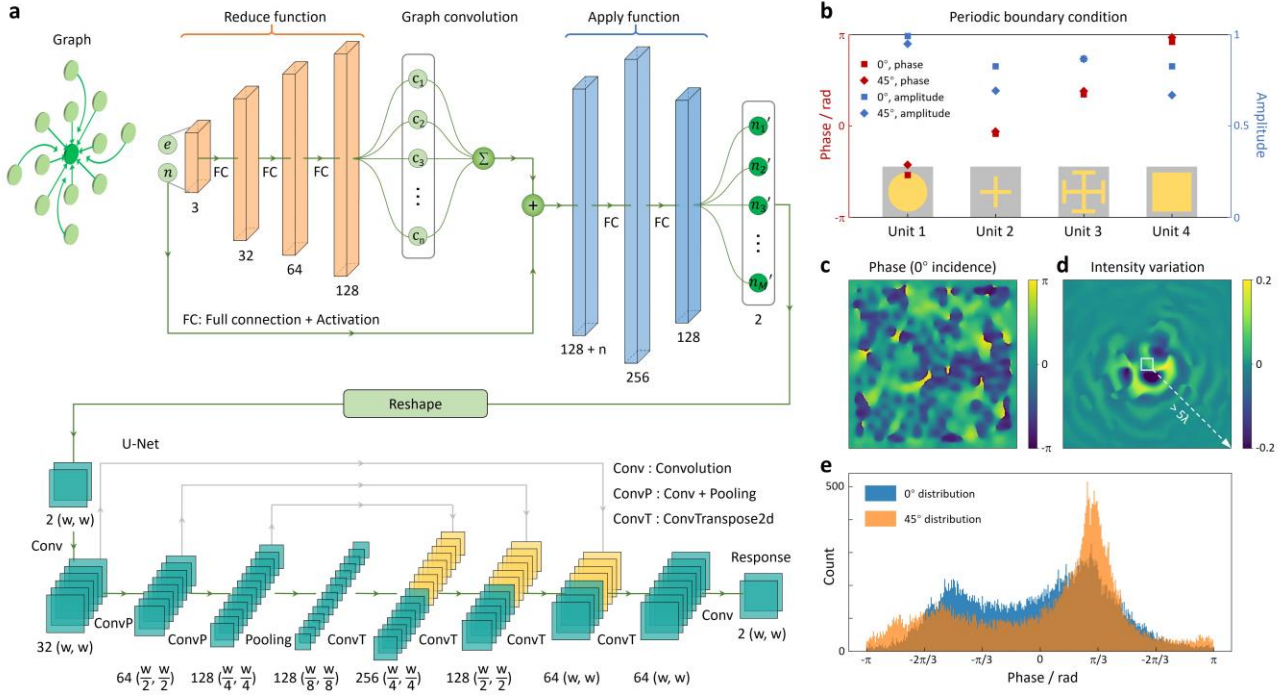 a
Reduce function
Graph convolution
Apply function
Graph
e
n
3
FC
FC
FC
32
64
128
c1
c2
c3
⋮
cn
Σ
+
FC
FC
128 + n
256
128
n1′
n2′
n3′
⋮
nM′
2
FC: Full connection + Activation
Reshape
U-Net
Conv : Convolution
ConvP : Conv + Pooling
ConvT : ConvTranspose2d
2 (w, w)
Conv
32 (w, w)
ConvP
ConvP
Pooling
ConvT
ConvT
ConvT
ConvT
Conv
Response
2 (w, w)
64 (w/2, w/2)
128 (w/4, w/4)
128 (w/8, w/8)
256 (w/4, w/4)
128 (w/2, w/2)
64 (w, w)
64 (w, w)
b
Periodic boundary condition
π
0
-π
Phase / rad
0°, phase
45°, phase
0°, amplitude
45°, amplitude
1
0.5
0
Amplitude
Unit 1
Unit 2
Unit 3
Unit 4
c
Phase (0° incidence)
π
0
-π
d
Intensity variation
> 5λ
0.2
0
-0.2
e
500
0
Count
0° distribution
45° distribution
-π
-2π/3
-π/3
0
π/3
-2π/3
π
Phase / rad